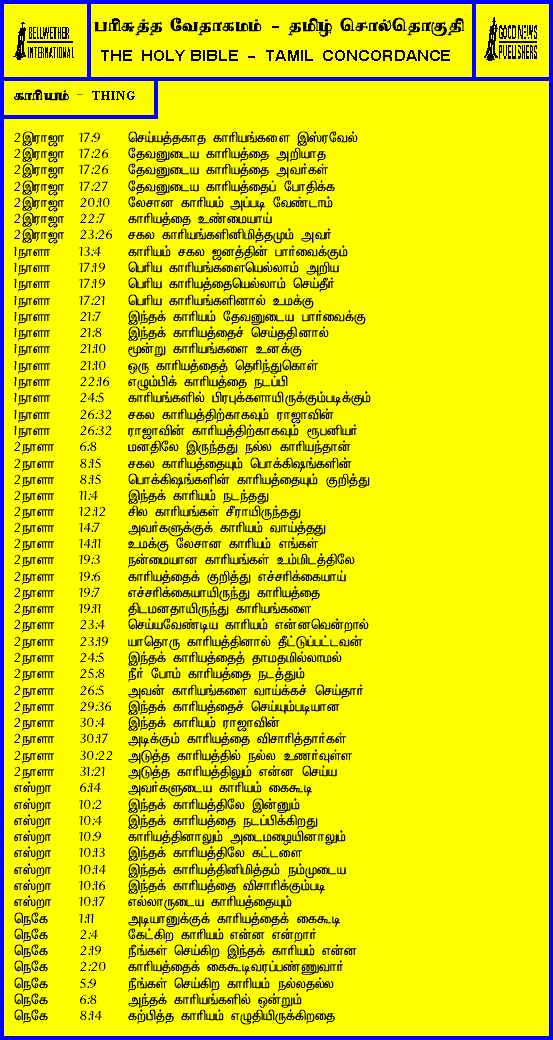 BELLWETHER INTERNATIONAL
பரிசுத்த வேதாகமம் - தமிழ் சொல்தொகுதி
THE HOLY BIBLE - TAMIL CONCORDANCE
GOOD NEWS PUBLISHERS
காரியம் - THING
2இராஜா 17:9 செய்யத்தகாத காரியங்களை இஸ்ரவேல்
2இராஜா 17:26 தேவனுடைய காரியத்தை அறியாத
2இராஜா 17:26 தேவனுடைய காரியத்தை அவர்கள்
2இராஜா 17:27 தேவனுடைய காரியத்தைப் போதிக்க
2இராஜா 20:10 லேசான காரியம் அப்படி வேண்டாம்
2இராஜா 22:7 காரியத்தை உண்மையாய்
2இராஜா 23:26 சகல காரியங்களினிமித்தமும் அவர்
1நாளா 13:4 காரியம் சகல ஜனத்தின் பார்வைக்கும்
1நாளா 17:19 பெரிய காரியங்களையெல்லாம் அறிய
1நாளா 17:19 பெரிய காரியத்தையெல்லாம் செய்தீர்
1நாளா 17:21 பெரிய காரியங்களினால் உமக்கு
1நாளா 21:7 இந்தக் காரியம் தேவனுடைய பார்வைக்கு
1நாளா 21:8 இந்தக் காரியத்தைச் செய்ததினால்
1நாளா 21:10 மூன்று காரியங்களை உனக்கு
1நாளா 21:10 ஒரு காரியத்தைத் தெரிந்துகொள்
1நாளா 22:16 எழும்பிக் காரியத்தை நடப்பி
1நாளா 24:5 காரியங்களில் பிரபுக்களாயிருக்கும்படிக்கும்
1நாளா 26:32 சகல காரியத்திற்காகவும் ராஜாவின்
1நாளா 26:32 ராஜாவின் காரியத்திற்காகவும் ரூபனியர்
2நாளா 6:8 மனதிலே இருந்தது நல்ல காரியந்தான்
2நாளா 8:15 சகல காரியத்தையும் பொக்கிஷங்களின்
2நாளா 8:15 பொக்கிஷங்களின் காரியத்தையும் குறித்து
2நாளா 11:4 இந்தக் காரியம் நடந்தது
2நாளா 12:12 சில காரியங்கள் சீராயிருந்தது
2நாளா 14:7 அவர்களுக்குக் காரியம் வாய்த்தது
2நாளா 14:11 உமக்கு லேசான காரியம் எங்கள்
2நாளா 19:3 நன்மையான காரியங்கள் உம்மிடத்திலே
2நாளா 19:6 காரியத்தைக் குறித்து எச்சரிக்கையாய்
2நாளா 19:7 எச்சரிக்கையாயிருந்து காரியத்தை
2நாளா 19:11 திடமனதாயிருந்து காரியங்களை
2நாளா 23:4 செய்யவேண்டிய காரியம் என்னவென்றால்
2நாளா 23:19 யாதொரு காரியத்தினால் தீட்டுப்பட்டவன்
2நாளா 24:5 இந்தக் காரியத்தைத் தாமதமில்லாமல்
2நாளா 25:8 நீர் போம் காரியத்தை நடத்தும்
2நாளா 26:5 அவன் காரியங்களை வாய்க்கச் செய்தார்
2நாளா 29:36 இந்தக் காரியத்தைச் செய்யும்படியான
2நாளா 30:4 இந்தக் காரியம் ராஜாவின்
2நாளா 30:17 அடிக்கும் காரியத்தை விசாரித்தார்கள்
2நாளா 30:22 அடுத்த காரியத்தில் நல்ல உணர்வுள்ள
2நாளா 31:21 அடுத்த காரியத்திலும் என்ன செய்ய
எஸ்றா 6:14 அவர்களுடைய காரியம் கைகூடி
எஸ்றா 10:2 இந்தக் காரியத்திலே இன்னும்
எஸ்றா 10:4 இந்தக் காரியத்தை நடப்பிக்கிறது
எஸ்றா 10:9 காரியத்தினாலும் அடைமழையினாலும்
எஸ்றா 10:13 இந்தக் காரியத்திலே கட்டளை
எஸ்றா 10:14 இந்தக் காரியத்தினிமித்தம் நம்முடைய
எஸ்றா 10:16 இந்தக் காரியத்தை விசாரிக்கும்படி
எஸ்றா 10:17 எல்லாருடைய காரியத்தையும்
நெகே 1:11 அடியானுக்குக் காரியத்தைக் கைகூடி
நெகே 2:4 கேட்கிற காரியம் என்ன என்றார்
நெகே 2:19 நீங்கள் செய்கிற இந்தக் காரியம் என்ன
நெகே 2:20 காரியத்தைக் கைகூடிவரப்பண்ணுவார்
நெகே 5:9 நீங்கள் செய்கிற காரியம் நல்லதல்ல
நெகே 6:8 அந்தக் காரியங்களில் ஒன்றும்
நெகே 8:14 கற்பித்த காரியம் எழுதியிருக்கிறதை